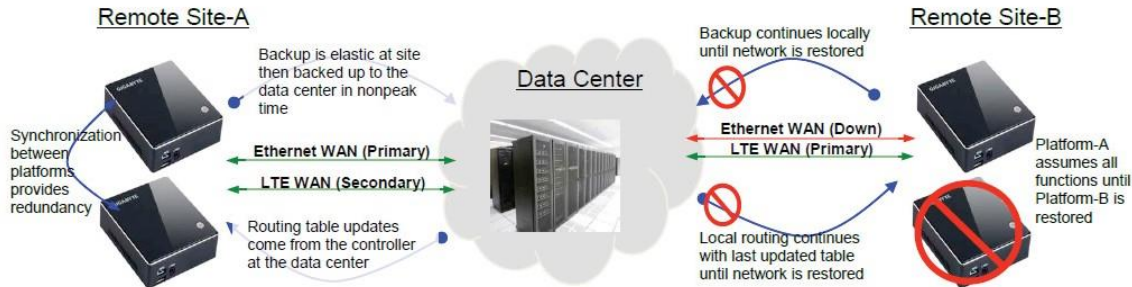 Remote Site-A
Backup is elastic at site
then backed up to the
data center in nonpeak
time
GIGABYTE
Synchronization
between
platforms
provides
redundancy
Ethernet WAN (Primary)
LTE WAN (Secondary)
GIGABYTE
Routing table updates
come from the controller
at the data center
Data Center
Remote Site-B
Backup continues locally
until network is restored
GIGABYTE
Ethernet WAN (Down)
LTE WAN (Primary)
Platform-A
assumes all
functions until
Platform-B is
restored
Local routing continues
with last updated table
until network is restored